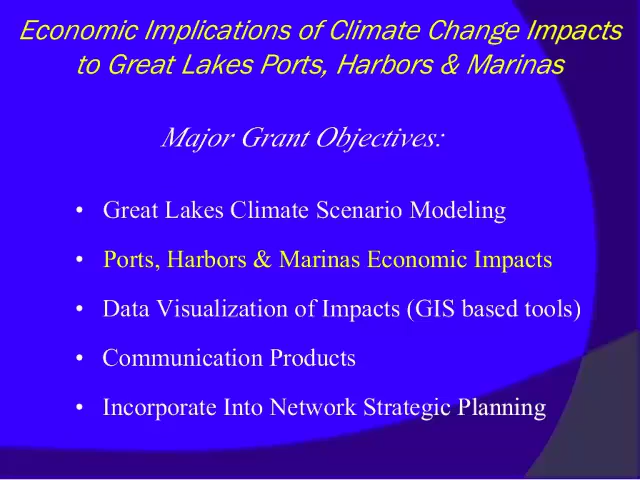 Economic Implications of Climate Change Impacts
to Great Lakes Ports, Harbors & Marinas
Major Grant Objectives:
• Great Lakes Climate Scenario Modeling
• Ports, Harbors & Marinas Economic Impacts
• Data Visualization of Impacts (GIS based tools)
• Communication Products
• Incorporate Into Network Strategic Planning